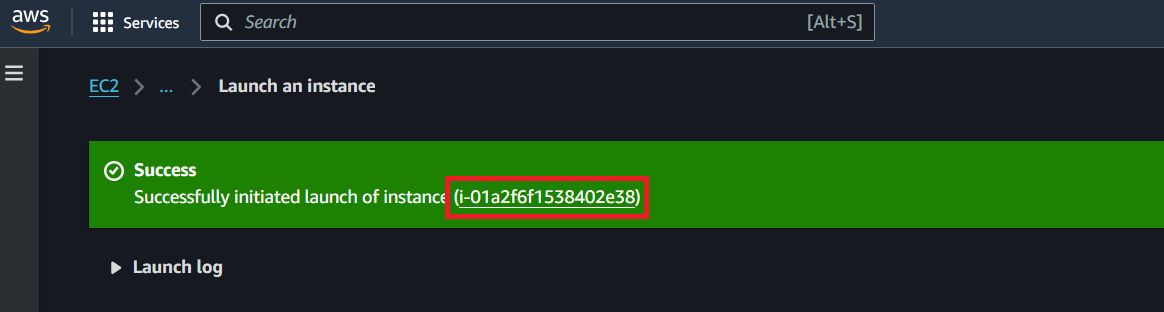 aws
Services
Search
[Alt+S]
EC2 > ... > Launch an instance
Success
Successfully initiated launch of instance (i-01a2f6f1538402e38)
Launch log